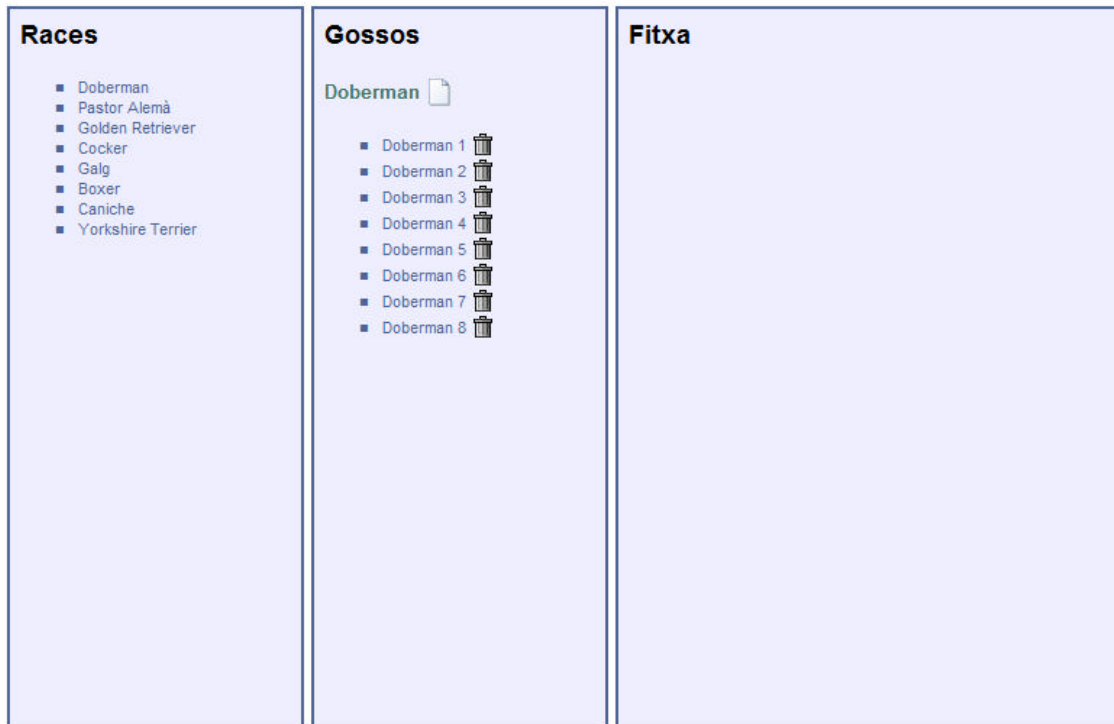 Races
Doberman
Pastor Alemà
Golden Retriever
Cocker
Galg
Boxer
Caniche
Yorkshire Terrier
Gossos
Doberman
Doberman 1
Doberman 2
Doberman 3
Doberman 4
Doberman 5
Doberman 6
Doberman 7
Doberman 8
Fitxa